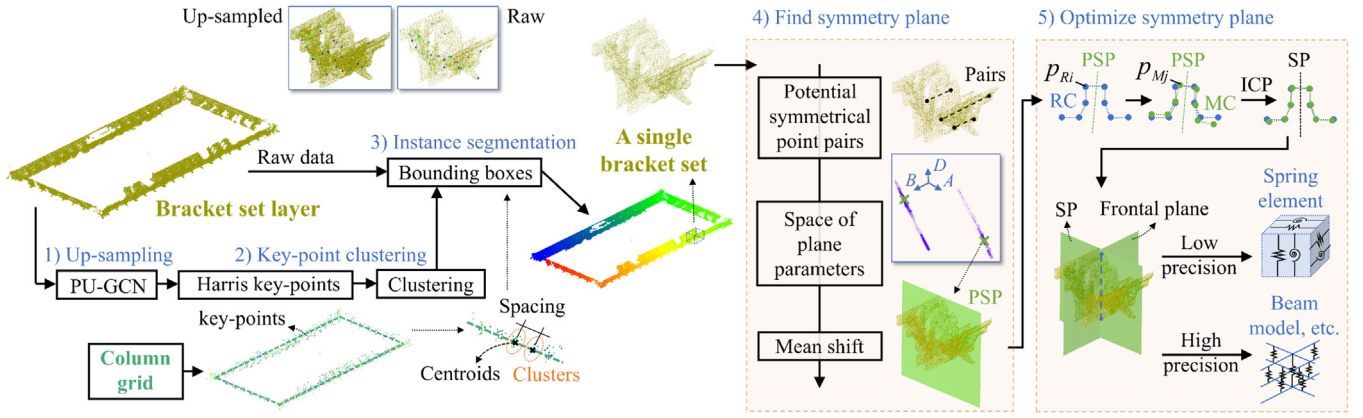 Up-sampled
Raw
Bracket set layer
Raw data
3) Instance segmentation
Bounding boxes
A single
bracket set
1) Up-sampling
PU-GCN
2) Key-point clustering
Harris key-points
Clustering
key-points
Column
grid
Spacing
Centroids
Clusters
4) Find symmetry plane
Potential
symmetrical
point pairs
Pairs
Space of
plane
parameters
D
B
A
Mean shift
PSP
5) Optimize symmetry plane
PSP
PSP
SP
p_Ri
p_Mj
RC
MC
ICP
SP
Frontal plane
Low
precision
Spring
element
High
precision
Beam
model, etc.